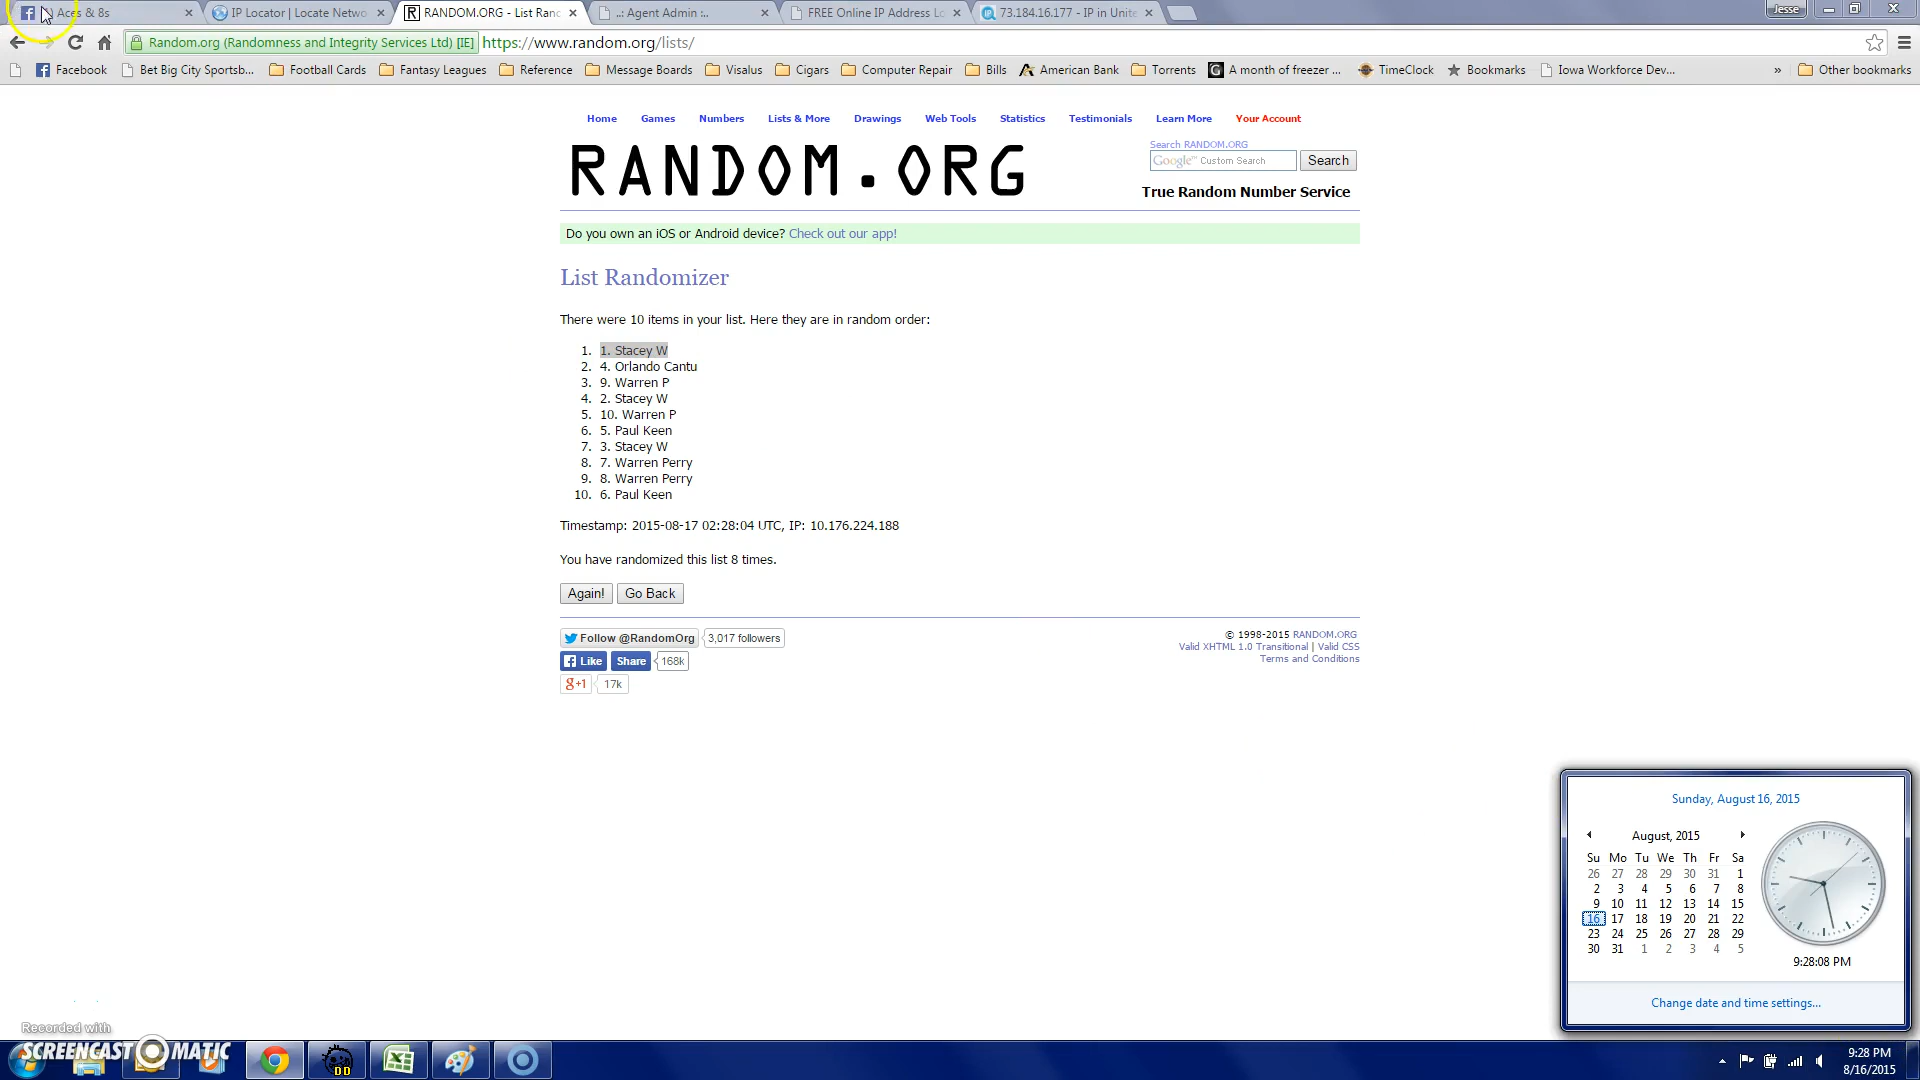 Aces & 8s
IP Locator | Locate Netwo
RANDOM.ORG - List Ranc
..: Agent Admin :..
FREE Online IP Address Lo
73.184.16.177 - IP in Unite
Jesse
Random.org (Randomness and Integrity Services Ltd) [IE]
https://www.random.org/lists/
Facebook
Bet Big City Sportsb...
Football Cards
Fantasy Leagues
Reference
Message Boards
Visalus
Cigars
Computer Repair
Bills
American Bank
Torrents
A month of freezer ...
TimeClock
Bookmarks
Iowa Workforce Dev...
»
Other bookmarks
Home Games Numbers Lists & More Drawings Web Tools Statistics Testimonials Learn More Your Account
RANDOM.ORG
Search RANDOM.ORG
Google™ Custom Search
Search
True Random Number Service
Do you own an iOS or Android device? Check out our app!
List Randomizer
There were 10 items in your list. Here they are in random order:
1. 1. Stacey W
2. 4. Orlando Cantu
3. 9. Warren P
4. 2. Stacey W
5. 10. Warren P
6. 5. Paul Keen
7. 3. Stacey W
8. 7. Warren Perry
9. 8. Warren Perry
10. 6. Paul Keen
Timestamp: 2015-08-17 02:28:04 UTC, IP: 10.176.224.188
You have randomized this list 8 times.
Again! Go Back
Follow @RandomOrg 3,017 followers
Like Share 168k
g+1 17k
© 1998-2015 RANDOM.ORG
Valid XHTML 1.0 Transitional | Valid CSS
Terms and Conditions
Sunday, August 16, 2015
August, 2015
Su Mo Tu We Th Fr Sa
26 27 28 29 30 31 1
2 3 4 5 6 7 8
9 10 11 12 13 14 15
16 17 18 19 20 21 22
23 24 25 26 27 28 29
30 31 1 2 3 4 5
9:28:08 PM
Change date and time settings...
Recorded with
SCREENCAST-O-MATIC
DD
9:28 PM
8/16/2015